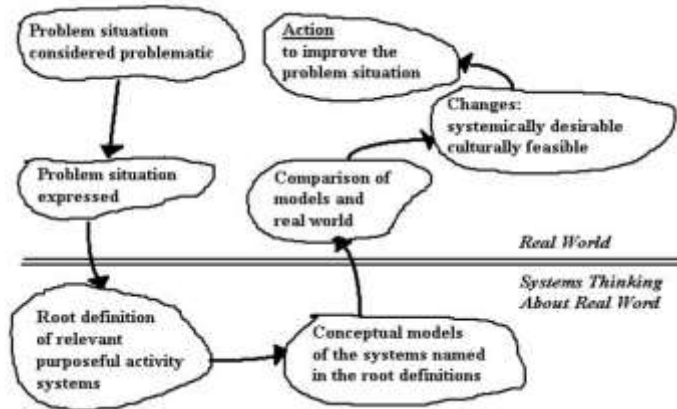 Problem situation
considered problematic
Action
to improve the
problem situation
Changes:
systemically desirable
culturally feasible
Problem situation
expressed
Comparison of
models and
real world
Real World
Systems Thinking
About Real Word
Root definition
of relevant
purposeful activity
systems
Conceptual models
of the systems named
in the root definitions